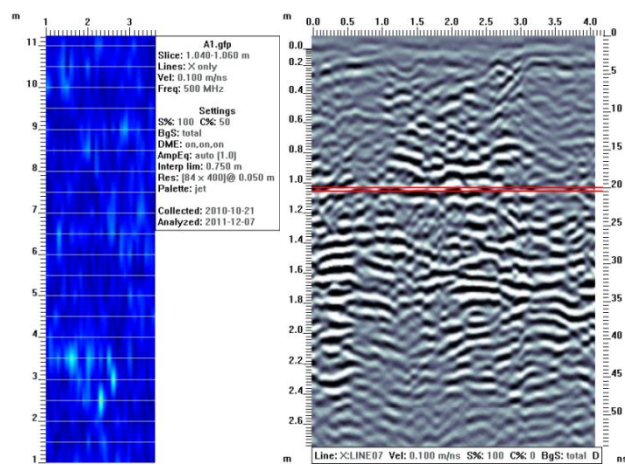 m 1 2 3
11
10
9
8
7
6
5
4
3
2
m 1
A1.gfp
Slice: 1.040-1.060 m
Lines: X only
Vel: 0.100 m/ns
Freq: 500 MHz
Settings
S%: 100 C%: 50
BgS: total
DME: on,on,on
AmpEq: auto [1.0]
Interp lim: 0.750 m
Res: [84 × 400]@ 0.050 m
Palette: jet
Collected: 2010-10-21
Analyzed: 2011-12-07
m 0.0 0.5 1.0 1.5 2.0 2.5 3.0 3.5 4.0
0.0
0.2
0.4
0.6
0.8
1.0
1.2
1.4
1.6
1.8
2.0
2.2
2.4
2.6
m
0
5
10
15
20
25
30
35
40
45
50
ns
Line: X:LINE07 Vel: 0.100 m/ns S%: 100 C%: 0 BgS: total D